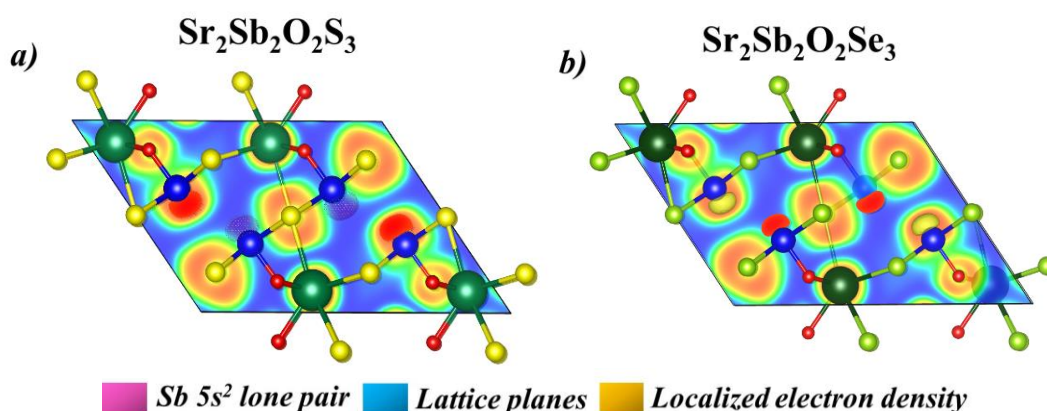 Sr₂Sb₂O₂S₃
Sr₂Sb₂O₂Se₃
a)
b)
Sb 5s² lone pair
Lattice planes
Localized electron density